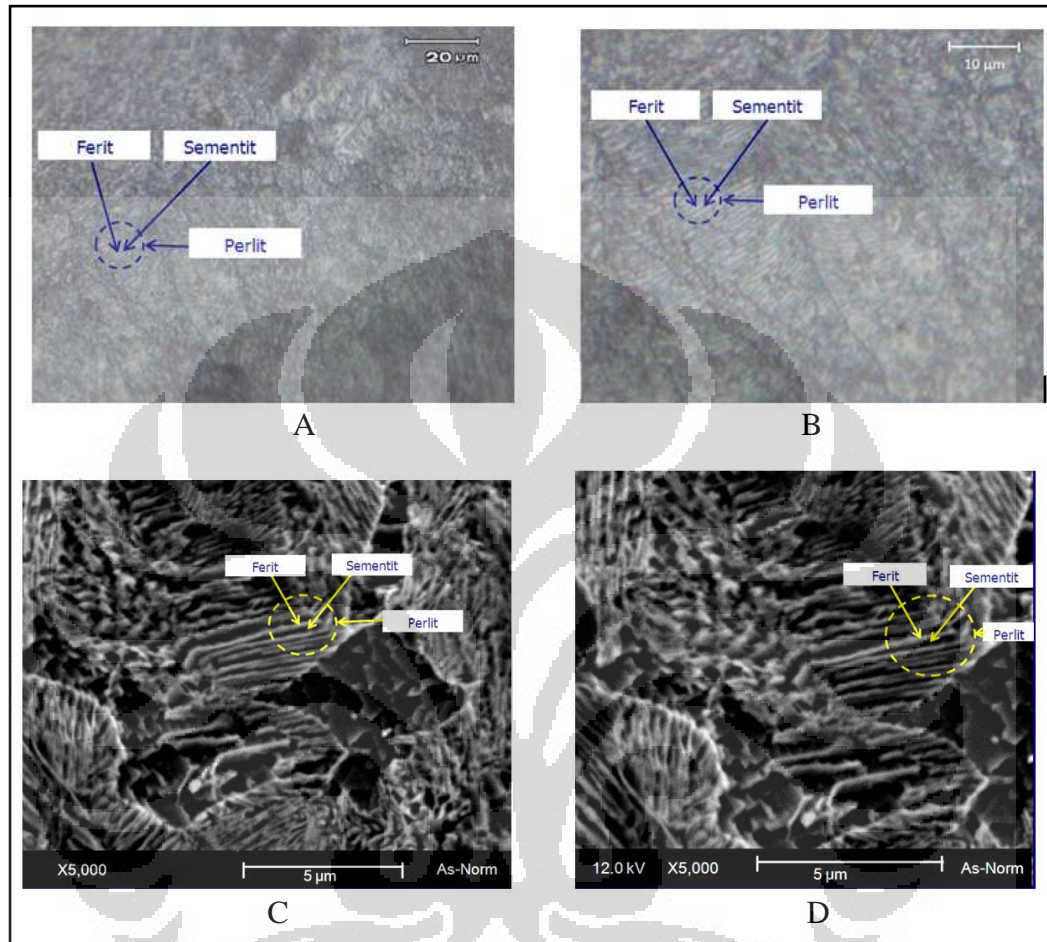 20 µm
Ferit
Sementit
Perlit
A
10 µm
Ferit
Sementit
Perlit
B
Ferit
Sementit
Perlit
X5,000
5 µm
As-Norm
C
Ferit
Sementit
Perlit
12.0 kV
X5,000
5 µm
As-Norm
D